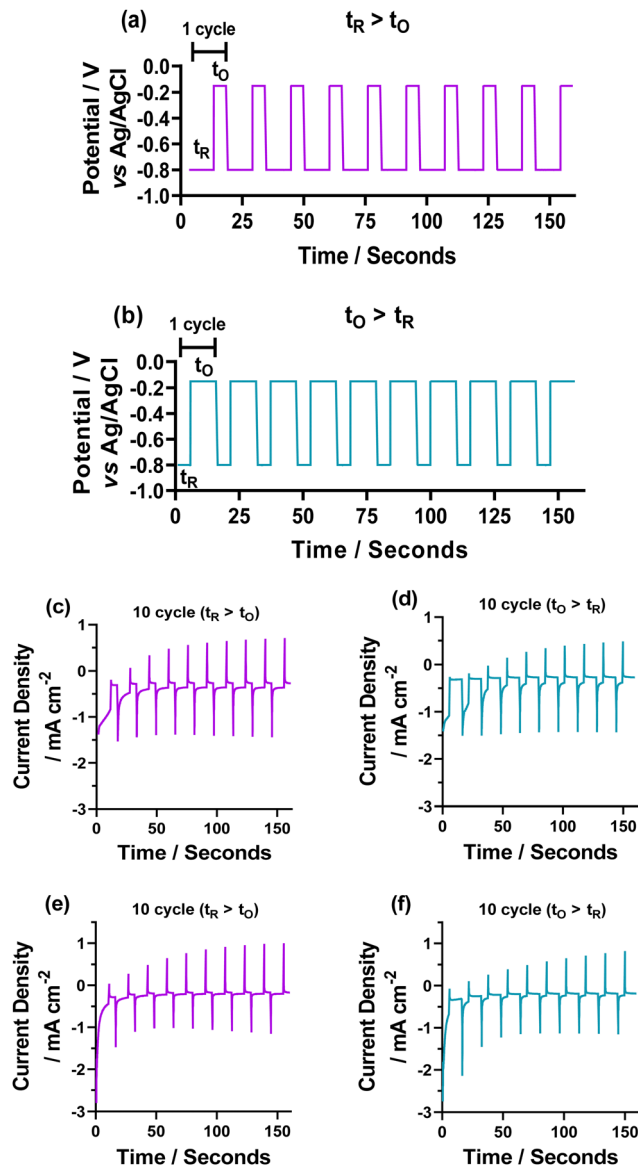 (a)
t_R > t_O
1 cycle
t_O
t_R
0.0
-0.2
-0.4
-0.6
-0.8
-1.0
Potential / V
vs Ag/AgCl
0 25 50 75 100 125 150
Time / Seconds
(b)
t_O > t_R
1 cycle
t_O
t_R
0.0
-0.2
-0.4
-0.6
-0.8
-1.0
Potential / V
vs Ag/AgCl
0 25 50 75 100 125 150
Time / Seconds
(c)
10 cycle (t_R > t_O)
1
0
-1
-2
-3
Current Density
/ mA cm⁻²
0 50 100 150
Time / Seconds
(d)
10 cycle (t_O > t_R)
1
0
-1
-2
-3
Current Density
/ mA cm⁻²
0 50 100 150
Time / Seconds
(e)
10 cycle (t_R > t_O)
1
0
-1
-2
-3
Current Density
/ mA cm⁻²
0 50 100 150
Time / Seconds
(f)
10 cycle (t_O > t_R)
1
0
-1
-2
-3
Current Density
/ mA cm⁻²
0 50 100 150
Time / Seconds